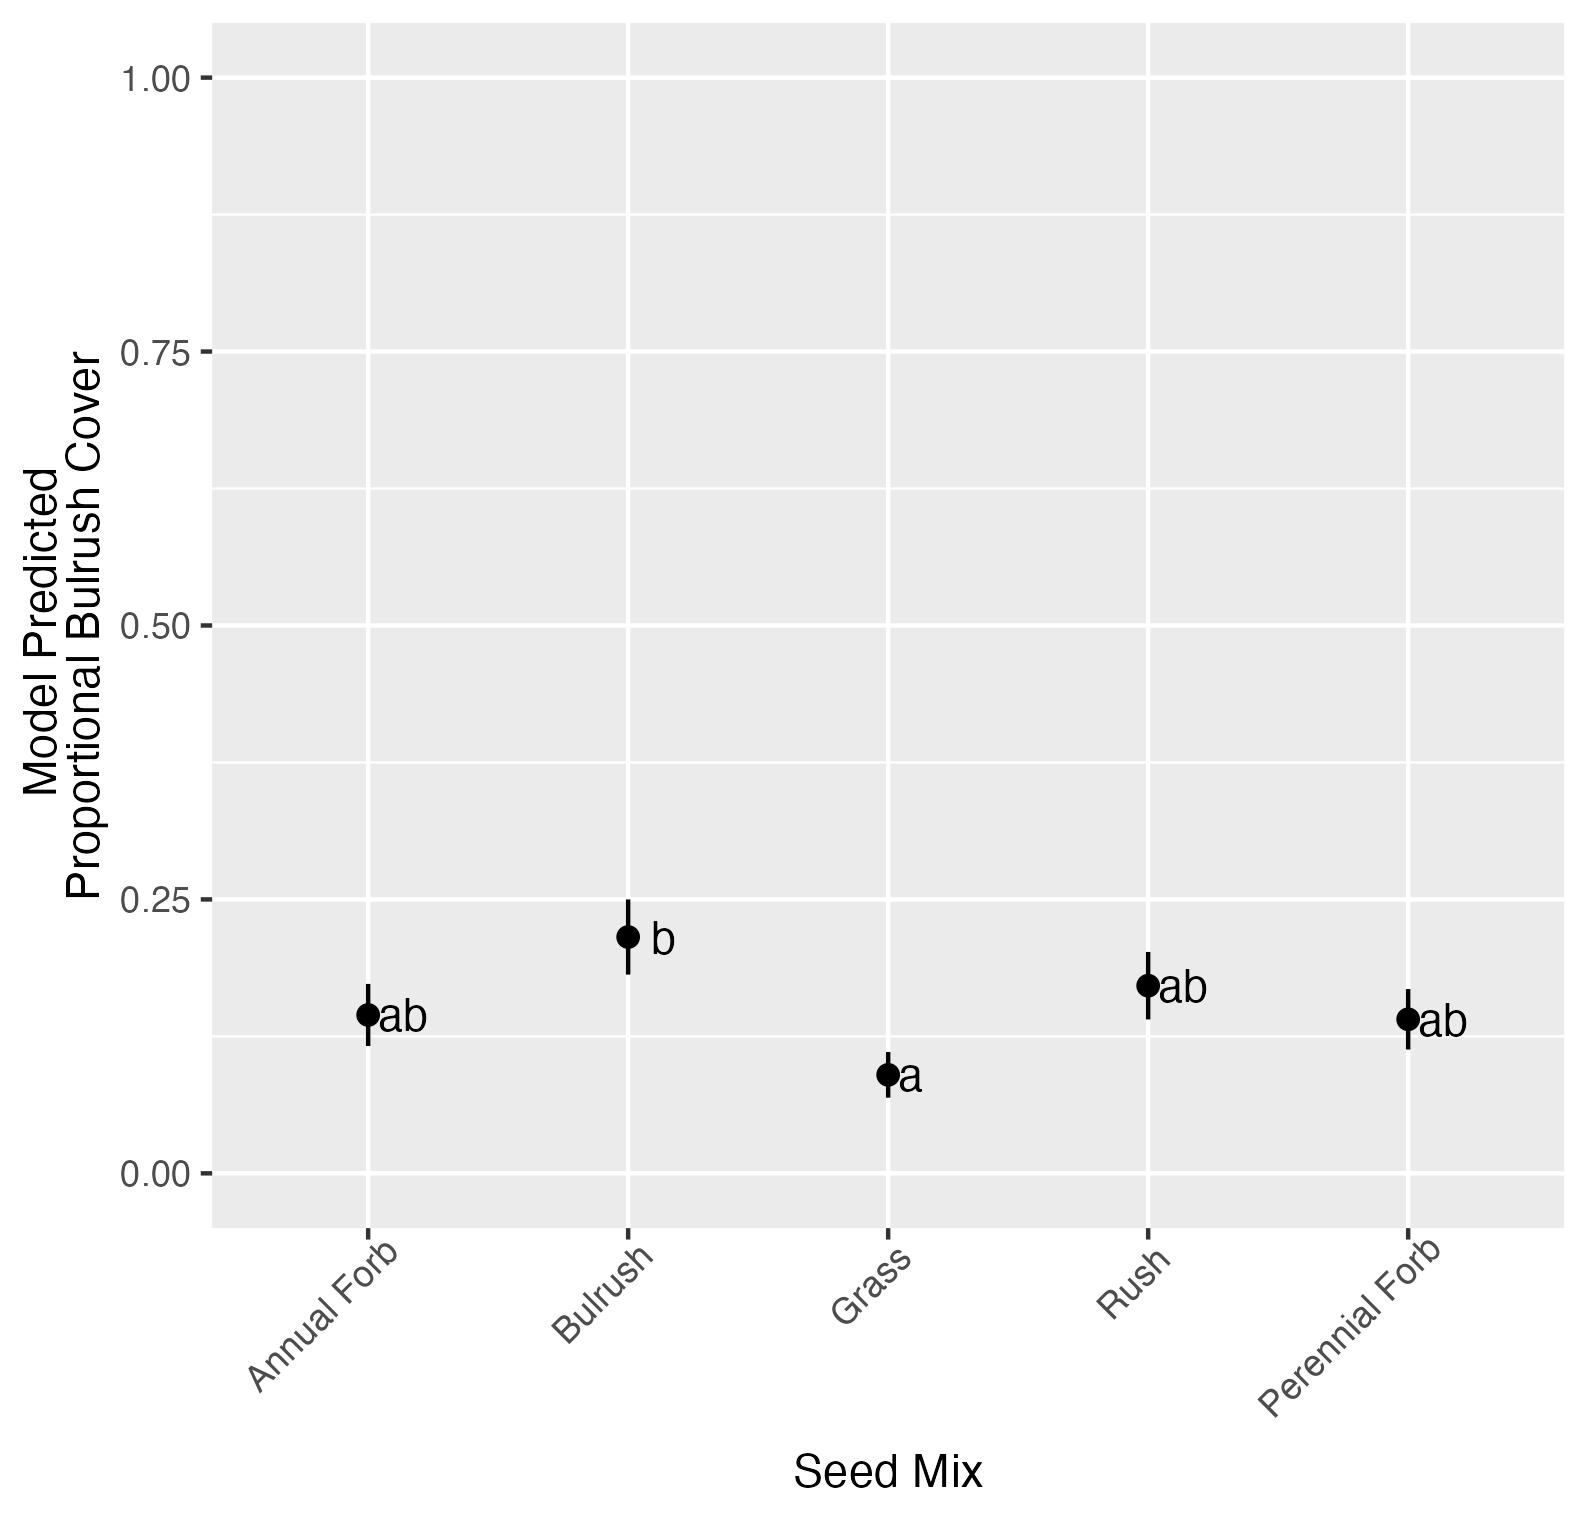 Model Predicted
Proportional Bulrush Cover
1.00
0.75
0.50
0.25
0.00
ab
b
a
ab
ab
Annual Forb
Bulrush
Grass
Rush
Perennial Forb
Seed Mix